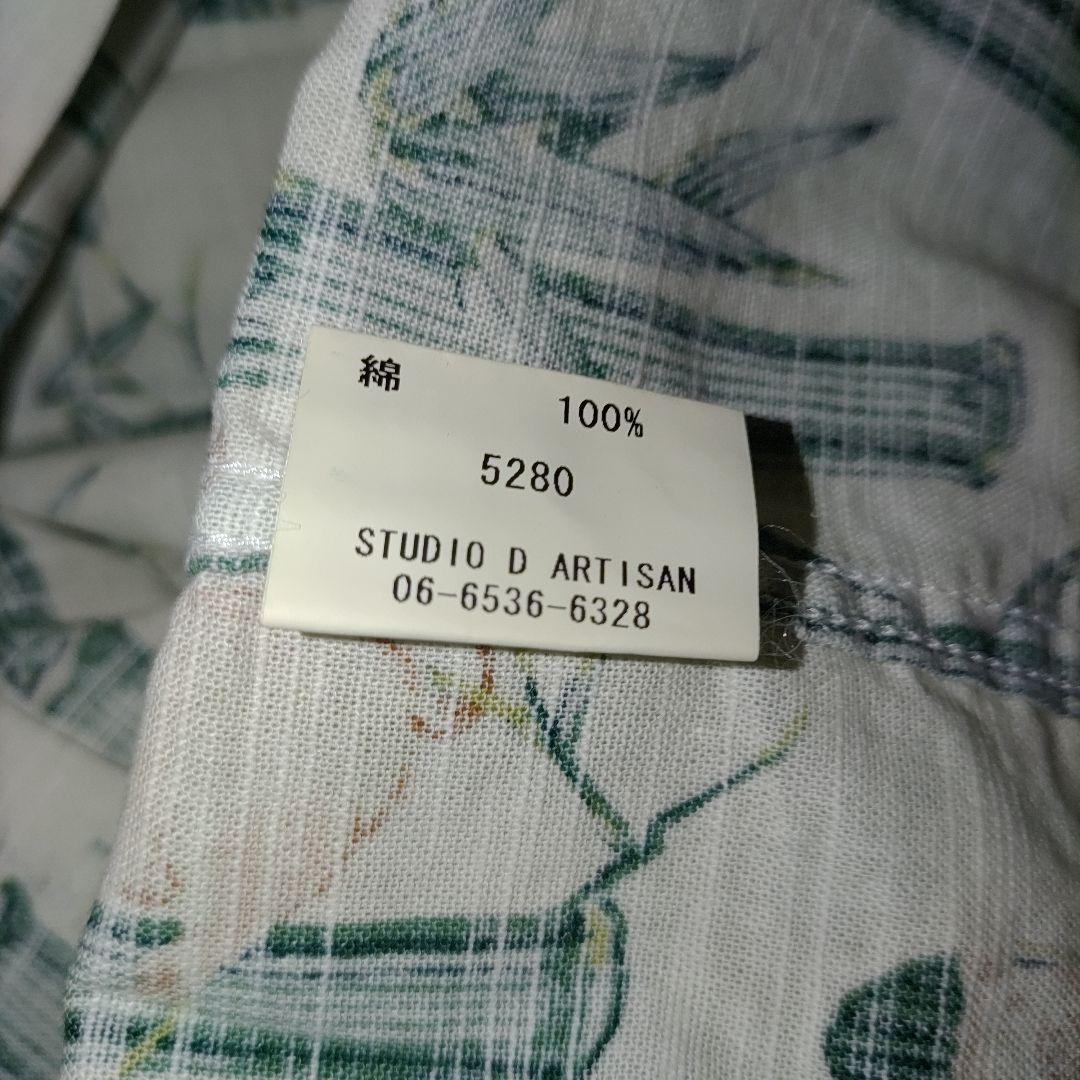 綿 100%
5280
STUDIO D ARTISAN
06-6536-6328